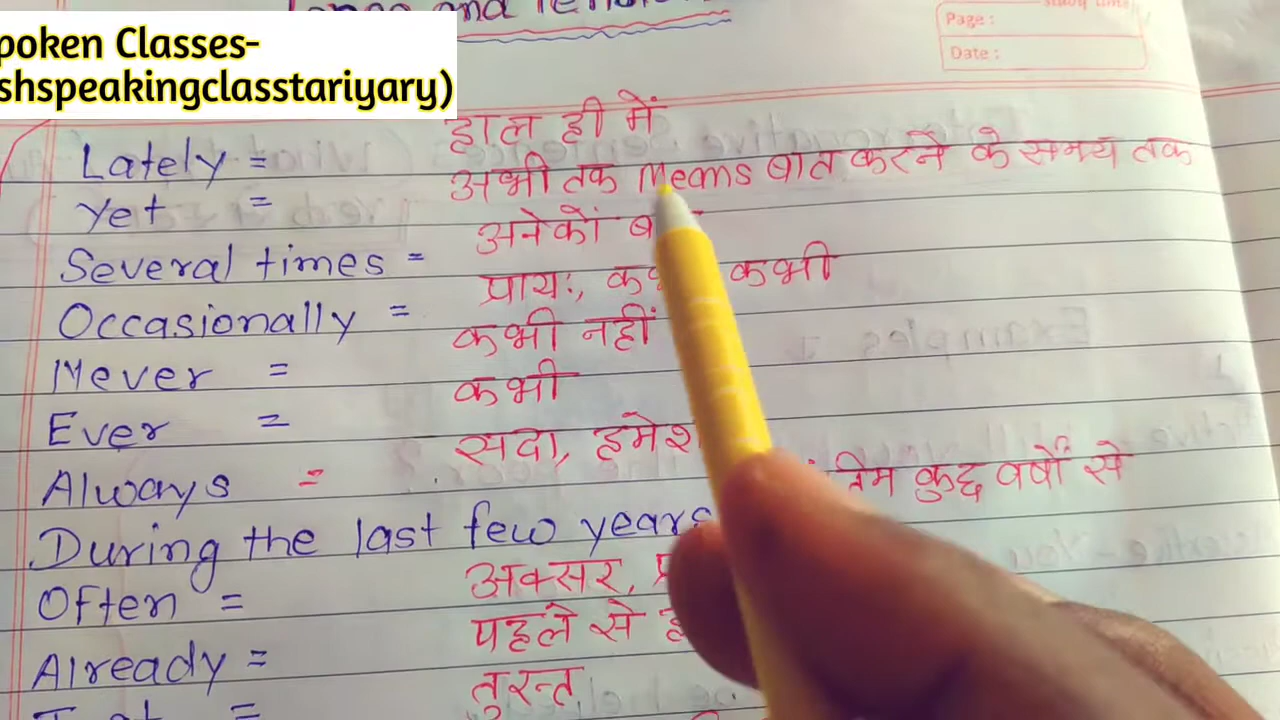 poken Classes-
shspeakingclasstariyary)
and
Page :
Date :
Lately = हाल ही में
Yet = अभी तक Means बात करने के समय तक
Several times = अनेकों
Occasionally = प्रायः, कभी
Never = कभी नहीं
Ever = कभी
Always = सदा,
During the last few years कुछ वर्षों से
Often = अक्सर,
Already = पहले से
= तुरन्त